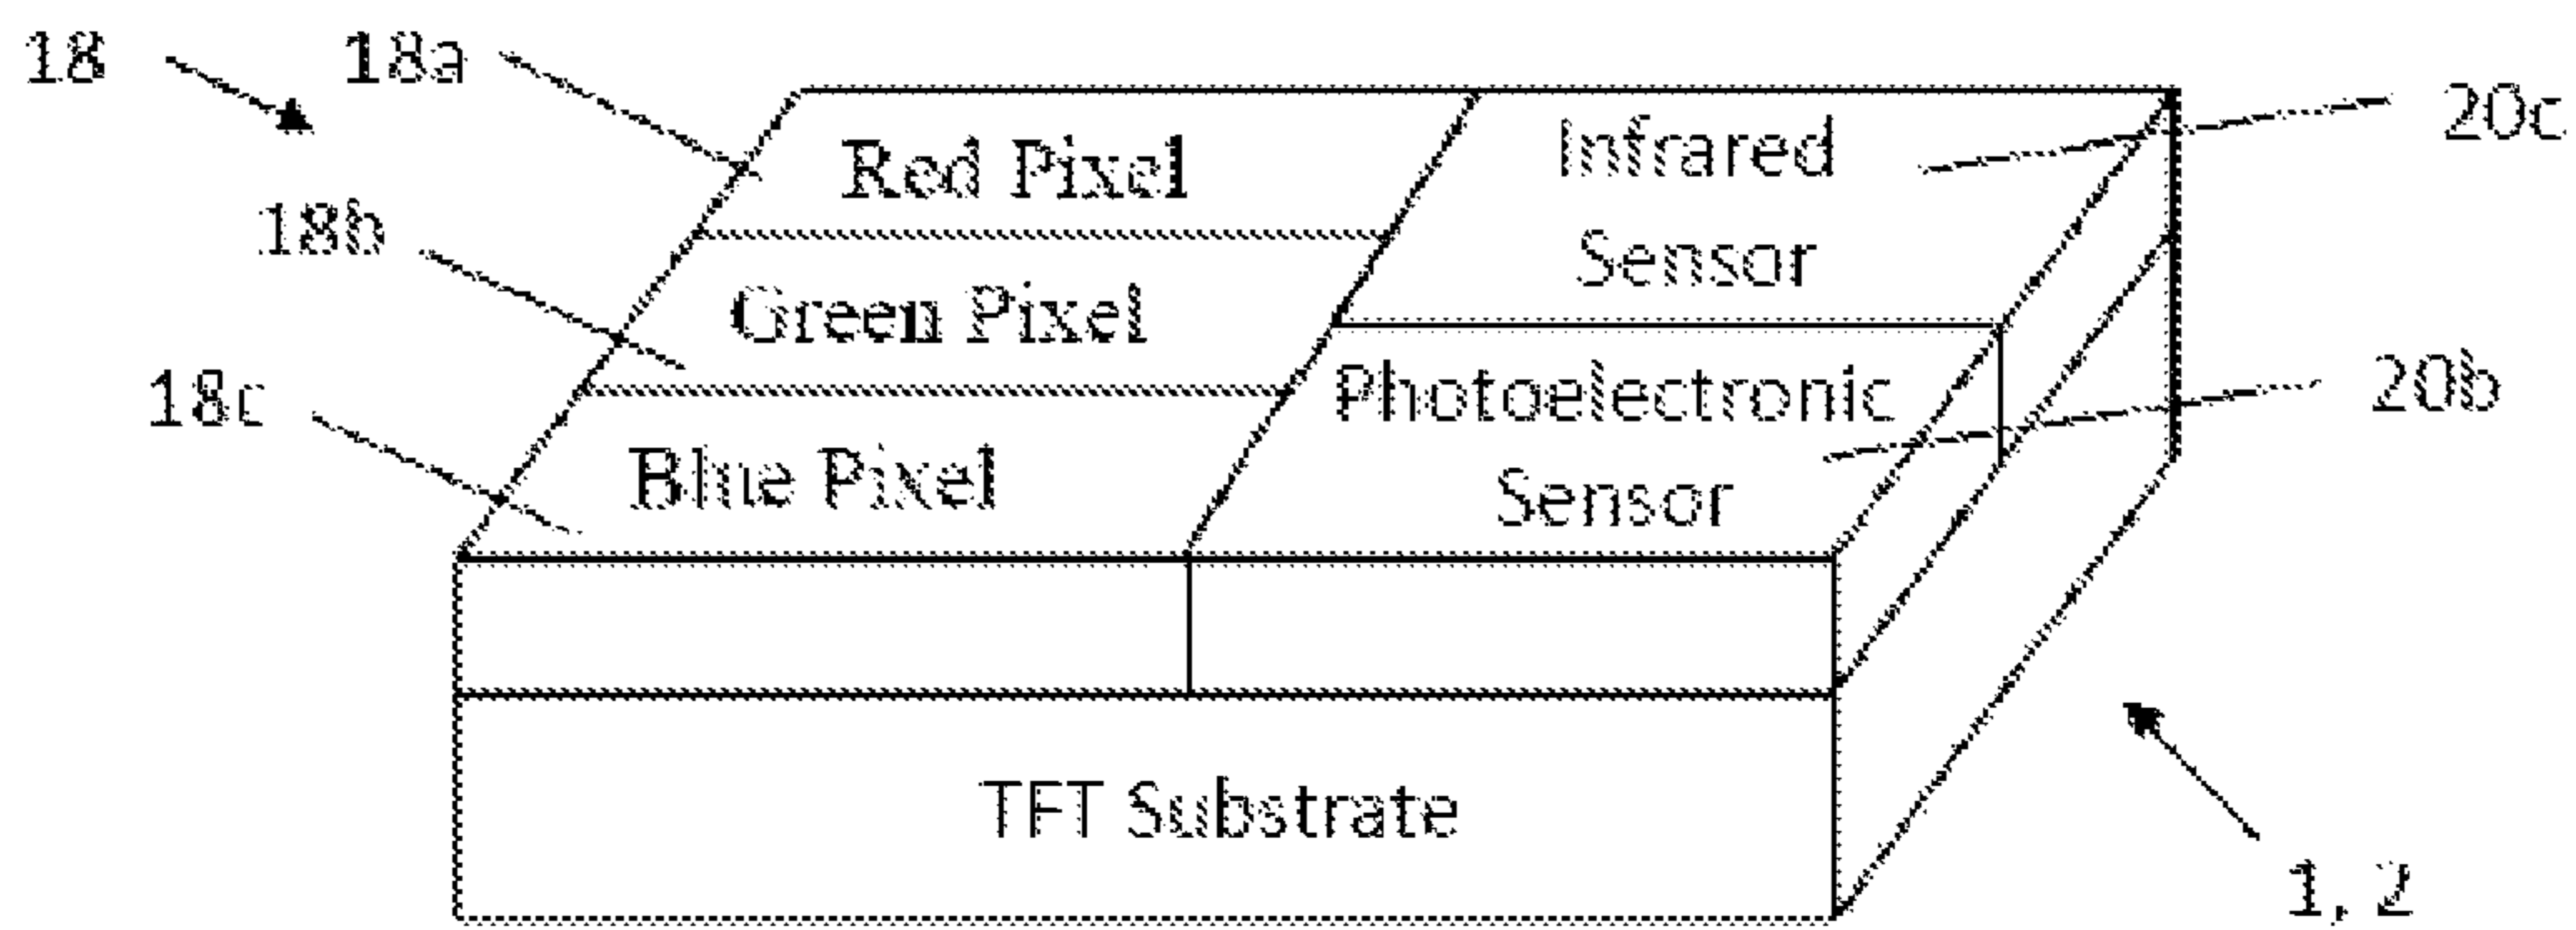 18
18a
Red Pixel
Infrared
Sensor
20c
18b
Green Pixel
18c
Blue Pixel
Photoelectronic
Sensor
20b
TFT Substrate
1, 2